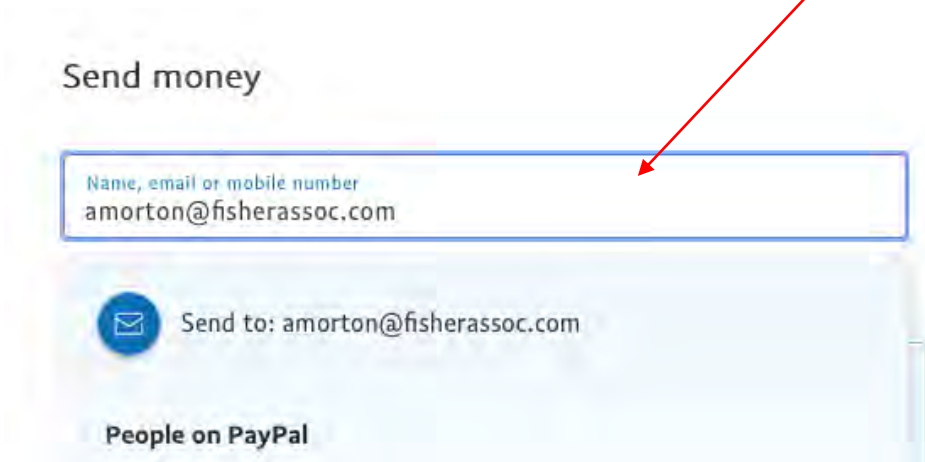 Send money
Name, email or mobile number
amorton@fisherassoc.com
Send to: amorton@fisherassoc.com
People on PayPal